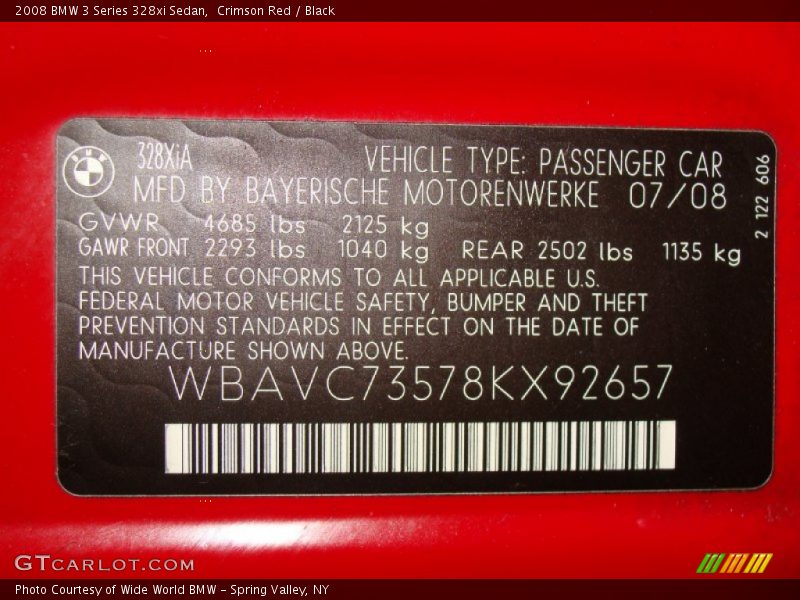 2008 BMW 3 Series 328xi Sedan,  Crimson Red / Black
BMW
328XiA
VEHICLE TYPE: PASSENGER CAR
MFD BY BAYERISCHE MOTORENWERKE 07/08
GVWR 4685 lbs 2125 kg
GAWR FRONT 2293 lbs 1040 kg REAR 2502 lbs 1135 kg
THIS VEHICLE CONFORMS TO ALL APPLICABLE U.S.
FEDERAL MOTOR VEHICLE SAFETY, BUMPER AND THEFT
PREVENTION STANDARDS IN EFFECT ON THE DATE OF
MANUFACTURE SHOWN ABOVE.
WBAVC73578KX92657
2 122 606
GTCARLOT.COM
Photo Courtesy of Wide World BMW - Spring Valley, NY